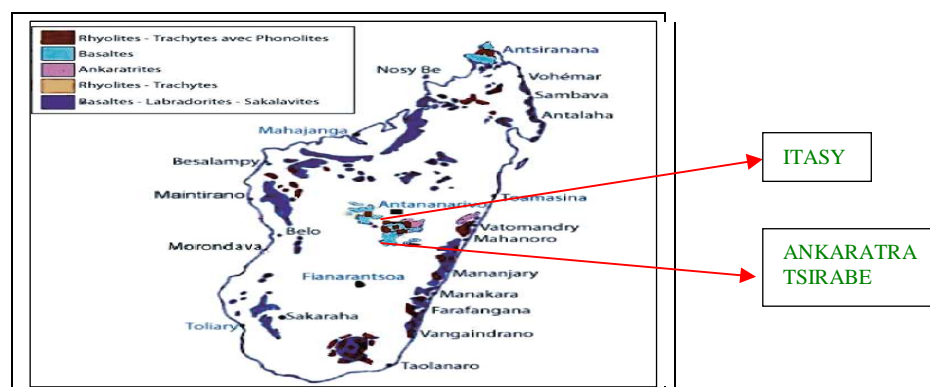 Rhyolites - Trachytes avec Phonolites
Basaltes
Ankaratrites
Rhyolites - Trachytes
Basaltes - Labradorites - Sakalavites
Antsiranana
Nosy Be
Vohémar
Sambava
Antalaha
Mahajanga
Besalampy
Maintirano
Antananarivo
Toamasina
Vatomandry
Mahanoro
Belo
Morondava
Mananjary
Fianarantsoa
Manakara
Farafangana
Sakaraha
Toliary
Vangaindrano
Taolanaro
ITASY
ANKARATRA
TSIRABE